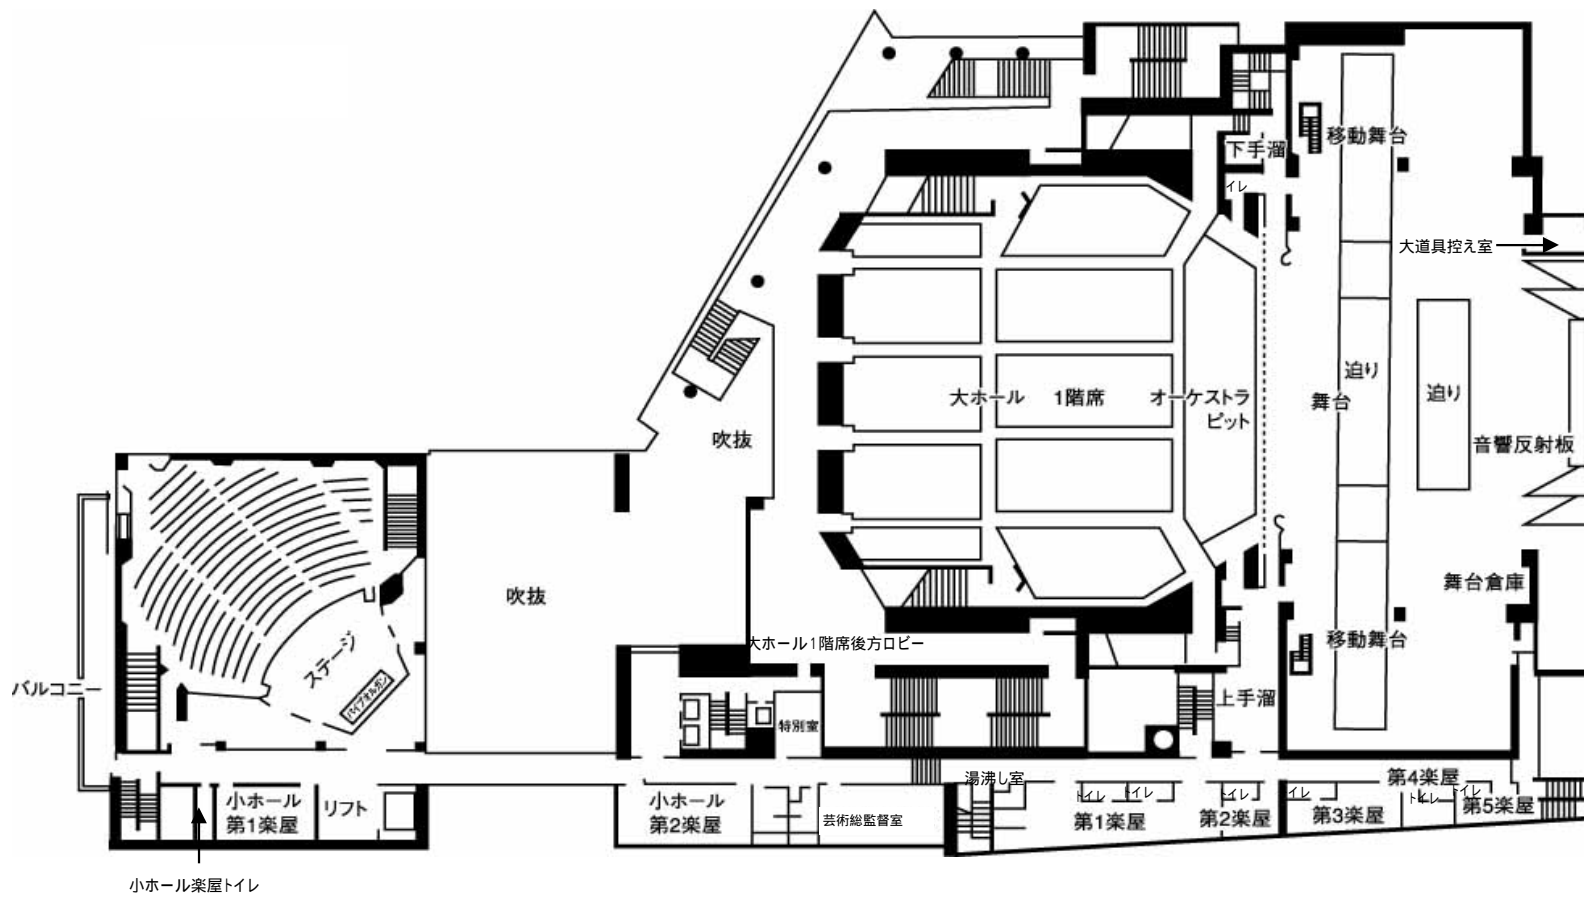 移動舞台
下手溜
トイレ
大道具控え室
迫り
迫り
大ホール
1階席
オーケストラ
ピット
舞台
吹抜
音響反射板
舞台倉庫
吹抜
ステージ
パイプオルガン
大ホール1階席後方ロビー
移動舞台
バルコニー
上手溜
特別室
湯沸し室
第4楽屋
トイレ
トイレ
トイレ
トイレ
トイレ
トイレ
小ホール
第1楽屋
リフト
小ホール
第2楽屋
芸術総監督室
第1楽屋
第2楽屋
第3楽屋
第5楽屋
小ホール楽屋トイレ